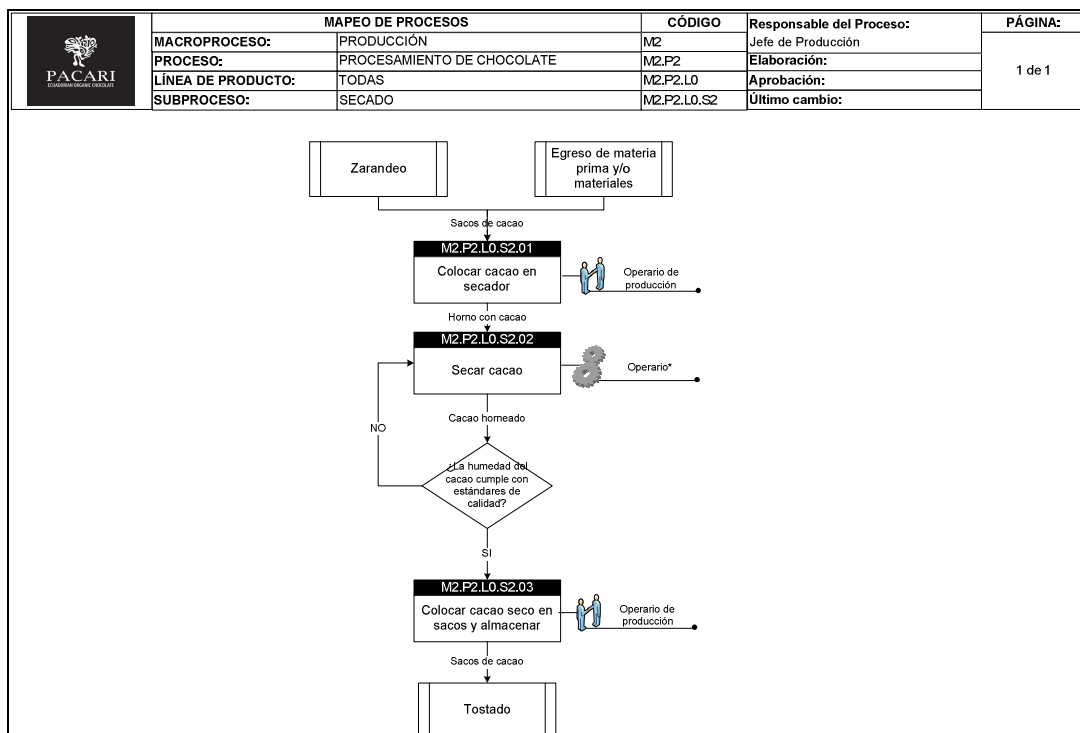 PACARI
ECUADORIAN ORGANIC CHOCOLATE
MAPEO DE PROCESOS
CÓDIGO
Responsable del Proceso:
PÁGINA:
MACROPROCESO:
PRODUCCIÓN
M2
Jefe de Producción
1 de 1
PROCESO:
PROCESAMIENTO DE CHOCOLATE
M2.P2
Elaboración:
LÍNEA DE PRODUCTO:
TODAS
M2.P2.L0
Aprobación:
SUBPROCESO:
SECADO
M2.P2.L0.S2
Último cambio:
Zarandeo
Egreso de materia
prima y/o
materiales
Sacos de cacao
M2.P2.L0.S2.01
Colocar cacao en
secador
Operario de
producción
Horno con cacao
M2.P2.L0.S2.02
Secar cacao
Operario*
Cacao horneado
NO
¿La humedad del
cacao cumple con
estándares de
calidad?
SI
M2.P2.L0.S2.03
Colocar cacao seco en
sacos y almacenar
Operario de
producción
Sacos de cacao
Tostado